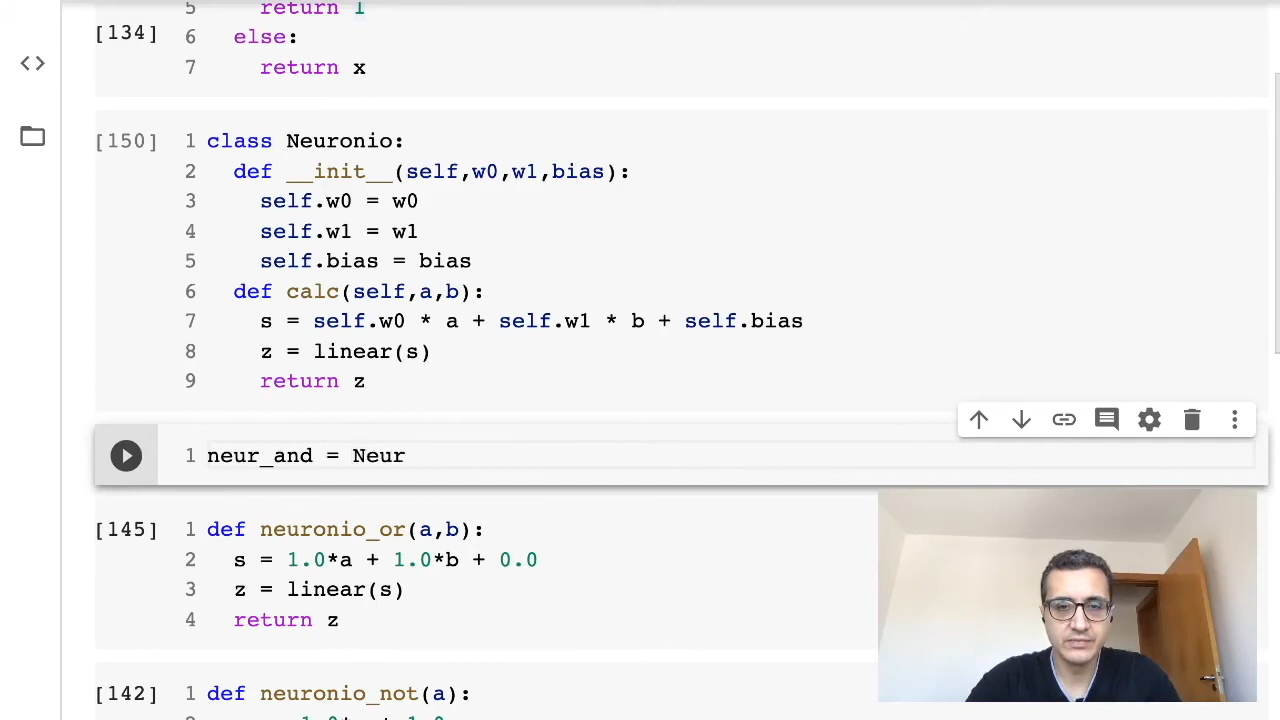 5 return 1
[134] 6 else:
7 return x
[150] 1 class Neuronio:
2 def __init__(self,w0,w1,bias):
3 self.w0 = w0
4 self.w1 = w1
5 self.bias = bias
6 def calc(self,a,b):
7 s = self.w0 * a + self.w1 * b + self.bias
8 z = linear(s)
9 return z
1 neur_and = Neur
[145] 1 def neuronio_or(a,b):
2 s = 1.0*a + 1.0*b + 0.0
3 z = linear(s)
4 return z
[142] 1 def neuronio_not(a):